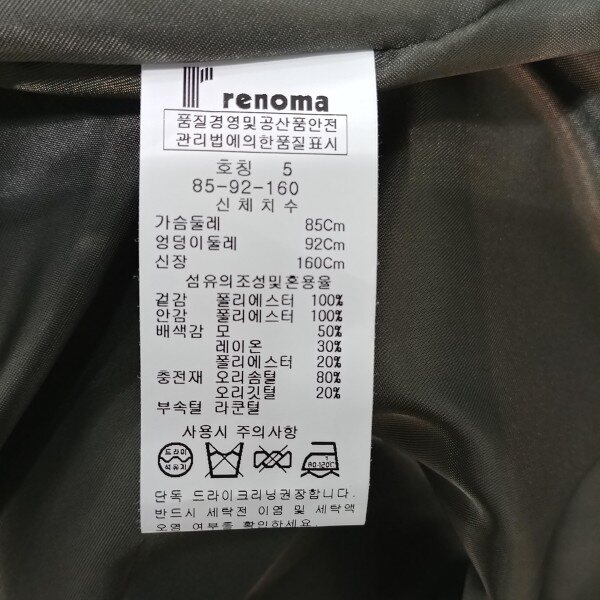 renoma
품질경영및공산품안전
관리법에의한품질표시
호칭 5
85-92-160
신체치수
가슴둘레 85Cm
엉덩이둘레 92Cm
신장 160Cm
섬유의조성및혼용율
겉감 폴리에스터 100%
안감 폴리에스터 100%
배색감 모 50%
레이온 30%
폴리에스터 20%
충전재 오리솜털 80%
오리깃털 20%
부속털 라쿤털
사용시 주의사항
드라이
석유계
1
80-120℃
단독 드라이크리닝권장합니다.
반드시 세탁전 이염 및 세탁액
오염 여부를 확인하세요.